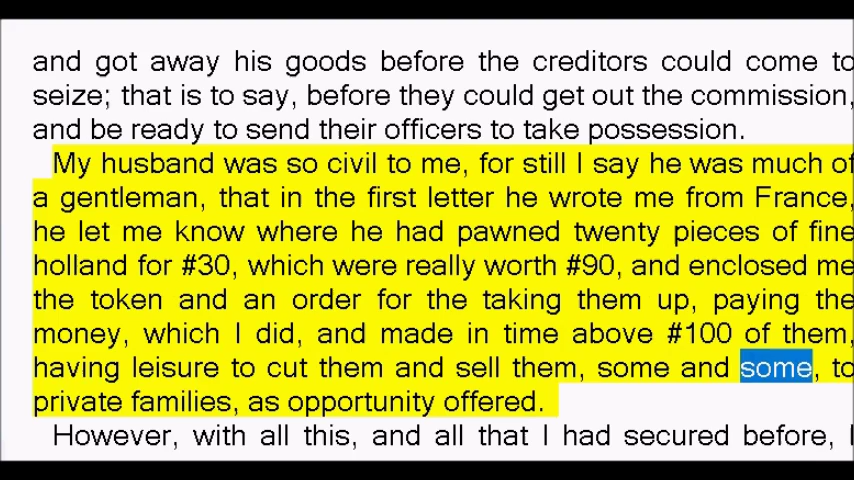 and got away his goods before the creditors could come to
seize; that is to say, before they could get out the commission,
and be ready to send their officers to take possession.
My husband was so civil to me, for still I say he was much of
a gentleman, that in the first letter he wrote me from France,
he let me know where he had pawned twenty pieces of fine
holland for #30, which were really worth #90, and enclosed me
the token and an order for the taking them up, paying the
money, which I did, and made in time above #100 of them,
having leisure to cut them and sell them, some and some, to
private families, as opportunity offered.
However, with all this, and all that I had secured before, I